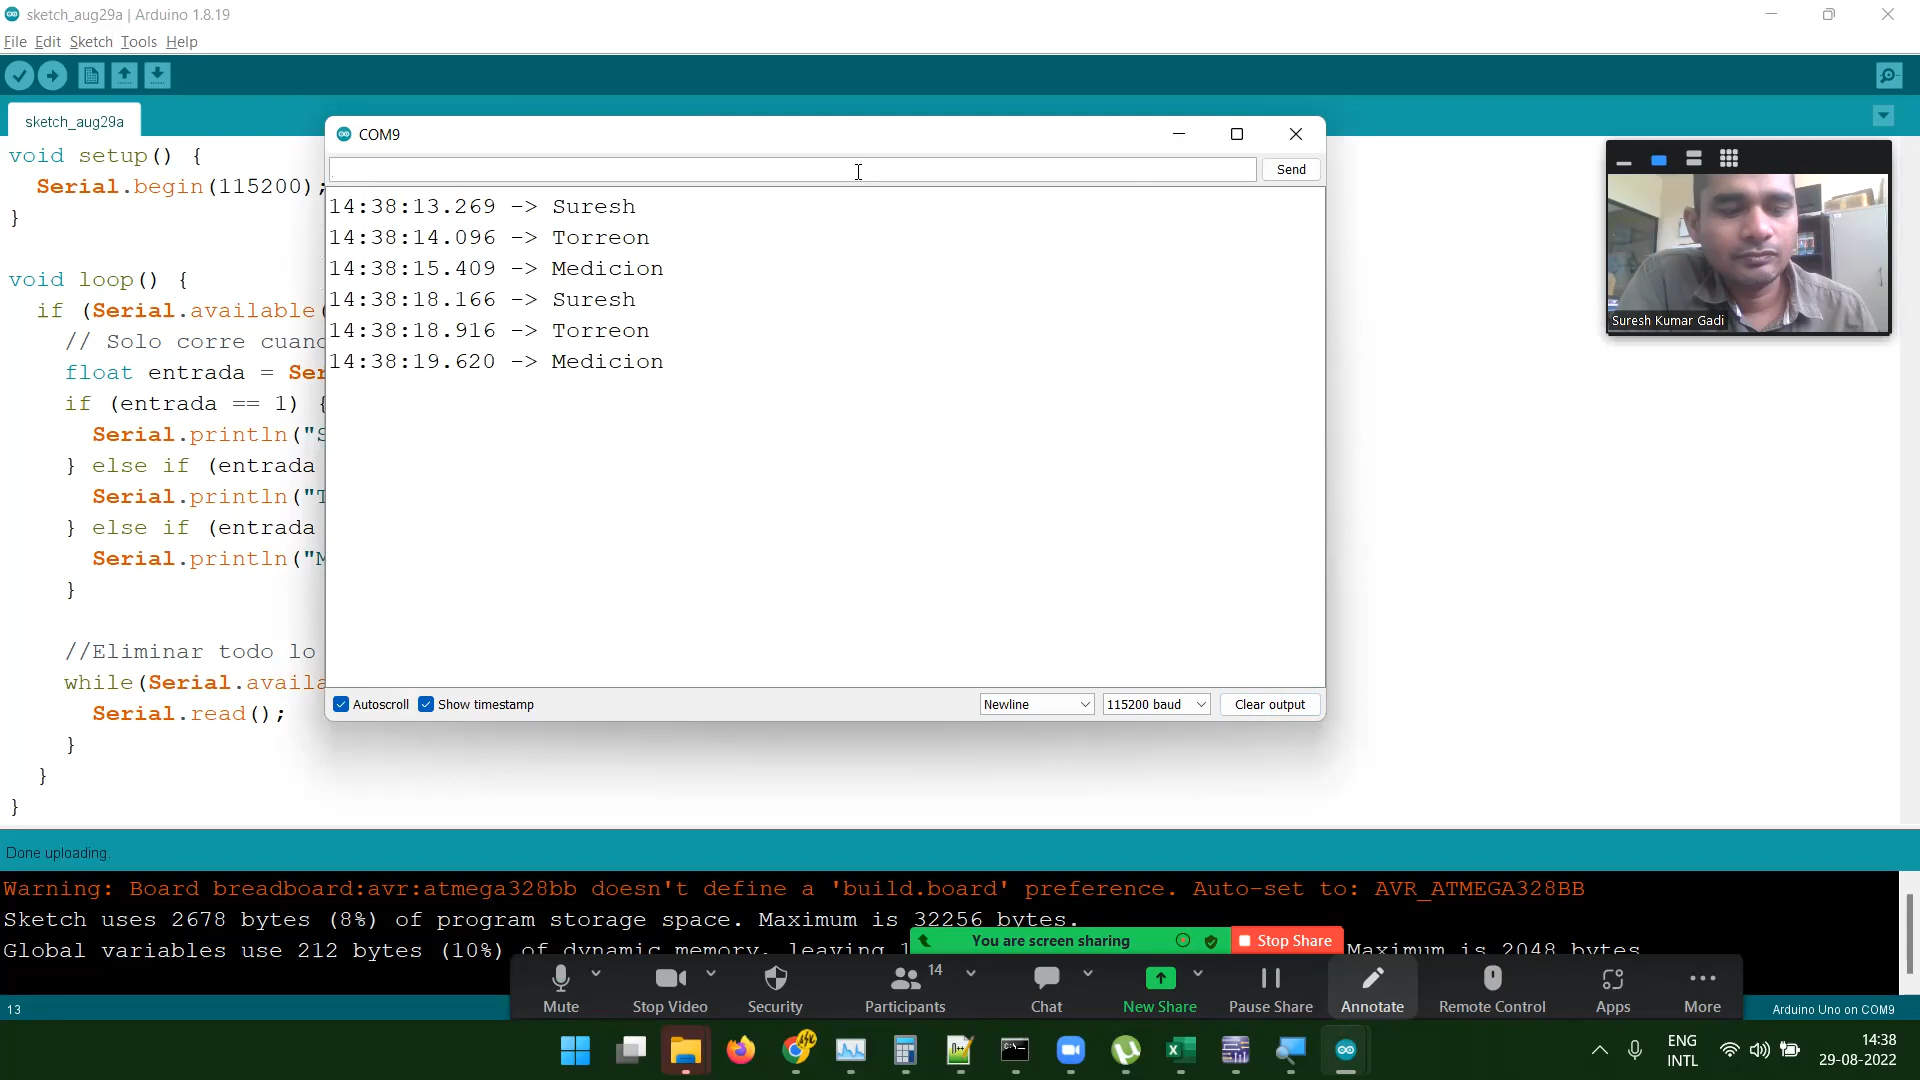 sketch_aug29a | Arduino 1.8.19
File Edit Sketch Tools Help
sketch_aug29a
void setup() {
Serial.begin(115200);
}
void loop() {
if (Serial.available(
// Solo corre cuand
float entrada = Ser
if (entrada == 1) {
Serial.println("S
} else if (entrada
Serial.println("T
} else if (entrada
Serial.println("M
}
//Eliminar todo lo
while(Serial.availa
Serial.read();
}
}
}
COM9
Send
14:38:13.269 -> Suresh
14:38:14.096 -> Torreon
14:38:15.409 -> Medicion
14:38:18.166 -> Suresh
14:38:18.916 -> Torreon
14:38:19.620 -> Medicion
Autoscroll Show timestamp Newline 115200 baud Clear output
Suresh Kumar Gadi
Done uploading.
Warning: Board breadboard:avr:atmega328bb doesn't define a 'build.board' preference. Auto-set to: AVR_ATMEGA328BB
Sketch uses 2678 bytes (8%) of program storage space. Maximum is 32256 bytes.
Global variables use 212 bytes (10%) of dynamic memory, leaving 1 Maximum is 2048 bytes
You are screen sharing Stop Share
14
Mute Stop Video Security Participants Chat New Share Pause Share Annotate Remote Control Apps More
13
Arduino Uno on COM9
ENG
INTL
14:38
29-08-2022